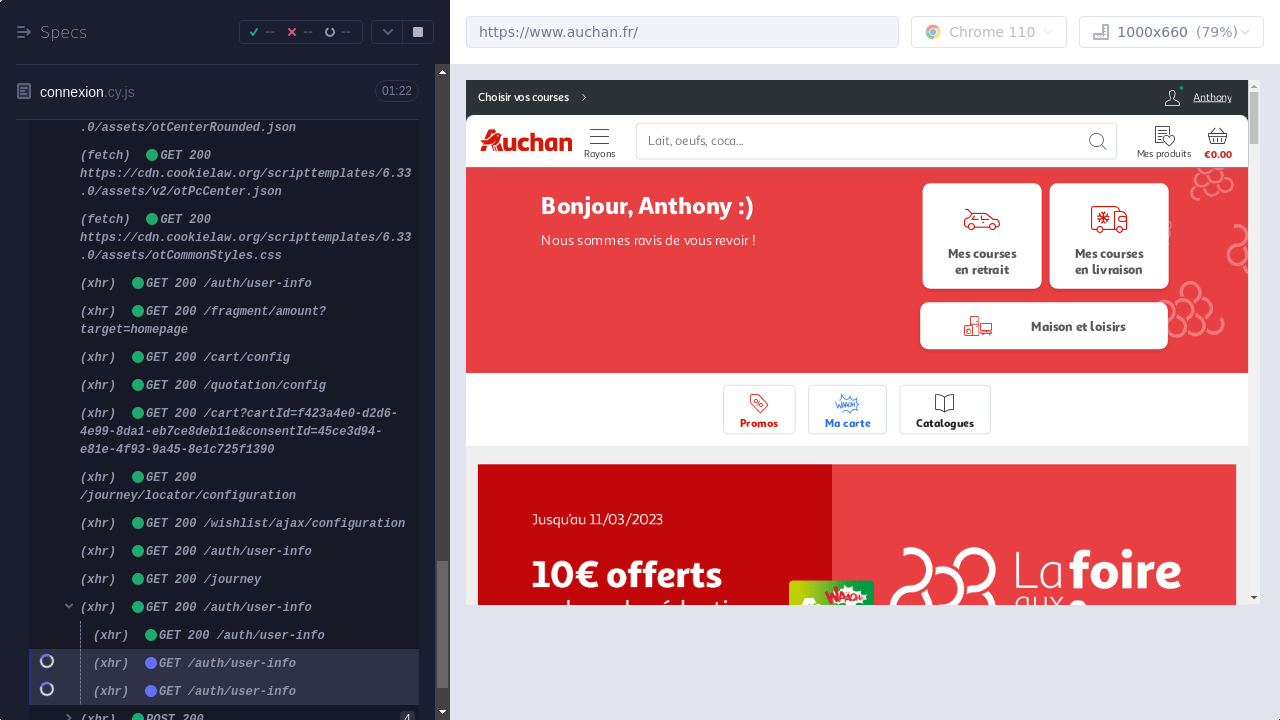 Specs
--
--
--
https://www.auchan.fr/
Chrome 110
1000x660 (79%)
connexion.cy.js
01:22
.0/assets/otCenterRounded.json
(fetch) GET 200
https://cdn.cookielaw.org/scripttemplates/6.33
.0/assets/v2/otPcCenter.json
(fetch) GET 200
https://cdn.cookielaw.org/scripttemplates/6.33
.0/assets/otCommonStyles.css
(xhr) GET 200 /auth/user-info
(xhr) GET 200 /fragment/amount?
target=homepage
(xhr) GET 200 /cart/config
(xhr) GET 200 /quotation/config
(xhr) GET 200 /cart?cartId=f423a4e0-d2d6-
4e99-8da1-eb7ce8deb11e&consentId=45ce3d94-
e81e-4f93-9a45-8e1c725f1390
(xhr) GET 200
/journey/locator/configuration
(xhr) GET 200 /wishlist/ajax/configuration
(xhr) GET 200 /auth/user-info
(xhr) GET 200 /journey
(xhr) GET 200 /auth/user-info
(xhr) GET 200 /auth/user-info
(xhr) GET /auth/user-info
(xhr) GET /auth/user-info
(xhr) POST 200
4
Choisir vos courses
Anthony
Auchan
Rayons
Lait, oeufs, coca...
Mes produits
€0.00
Bonjour, Anthony :)
Nous sommes ravis de vous revoir !
Mes courses
en retrait
Mes courses
en livraison
Maison et loisirs
Promos
WAAOH
Ma carte
Catalogues
Jusqu'au 11/03/2023
10€ offerts
WAAOH
La foire
aux